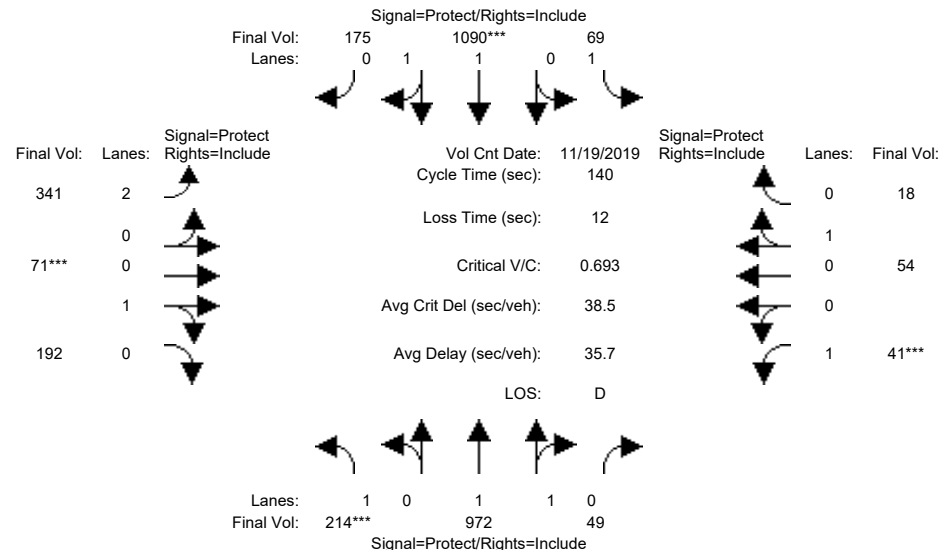 Signal=Protect/Rights=Include
Final Vol: 175 1090*** 69
Lanes: 0 1 1 0 1
Signal=Protect
Final Vol: Lanes: Rights=Include
Vol Cnt Date: 11/19/2019
Signal=Protect
Rights=Include Lanes: Final Vol:
Cycle Time (sec): 140
341 2
0 18
Loss Time (sec): 12
0
1
71*** 0
Critical V/C: 0.693
0 54
1
Avg Crit Del (sec/veh): 38.5
0
192 0
Avg Delay (sec/veh): 35.7
1 41***
LOS: D
Lanes: 1 0 1 1 0
Final Vol: 214*** 972 49
Signal=Protect/Rights=Include